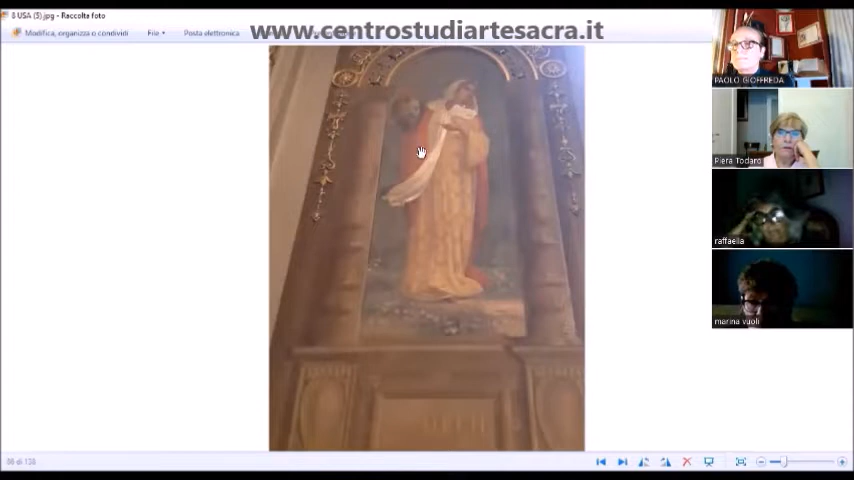 8 USA (5).jpg - Raccolta foto
Modifica, organizza o condividi
File
Posta elettronica
www.centrostudiartesacra.it
PAOLO GIOFFREDA
Piera Todaro
raffaella
marina vuoli